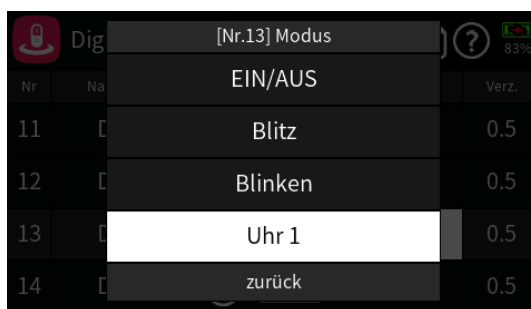 Dig
[Nr.13] Modus
?
83%
Nr
Na
Verz.
EIN/AUS
11
D
Blitz
0.5
12
D
Blinken
0.5
13
D
Uhr 1
0.5
14
D
zurück
0.5